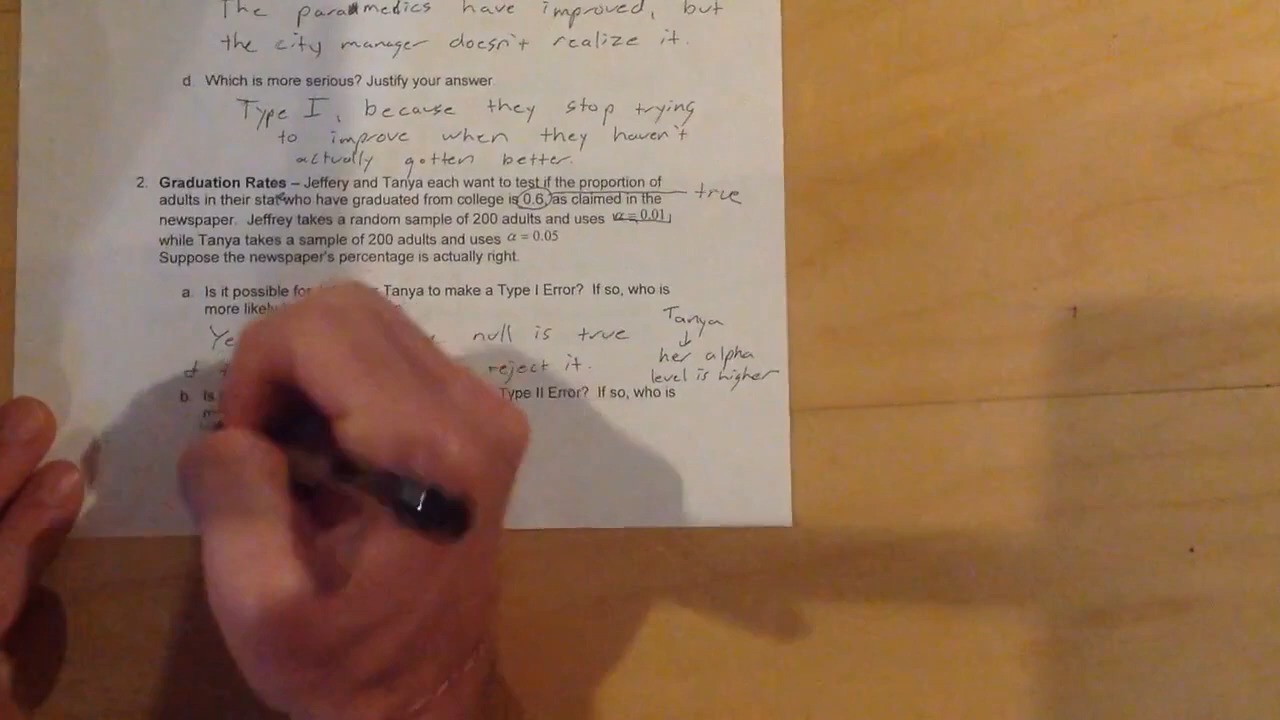 The paramedics have improved, but
the city manager doesn't realize it.
d. Which is more serious? Justify your answer
Type I, because they stop trying
to improve when they haven't
actually gotten better.
2. Graduation Rates – Jeffery and Tanya each want to test if the proportion of
adults in their state who have graduated from college is 0.6, as claimed in the
true
newspaper. Jeffrey takes a random sample of 200 adults and uses α = 0.01,
while Tanya takes a sample of 200 adults and uses α = 0.05
Suppose the newspaper's percentage is actually right.
a. Is it possible for Tanya to make a Type I Error? If so, who is
more likely
null is true
reject it.
Tanya
↓
her alpha
level is higher
b. Is Type II Error? If so, who is